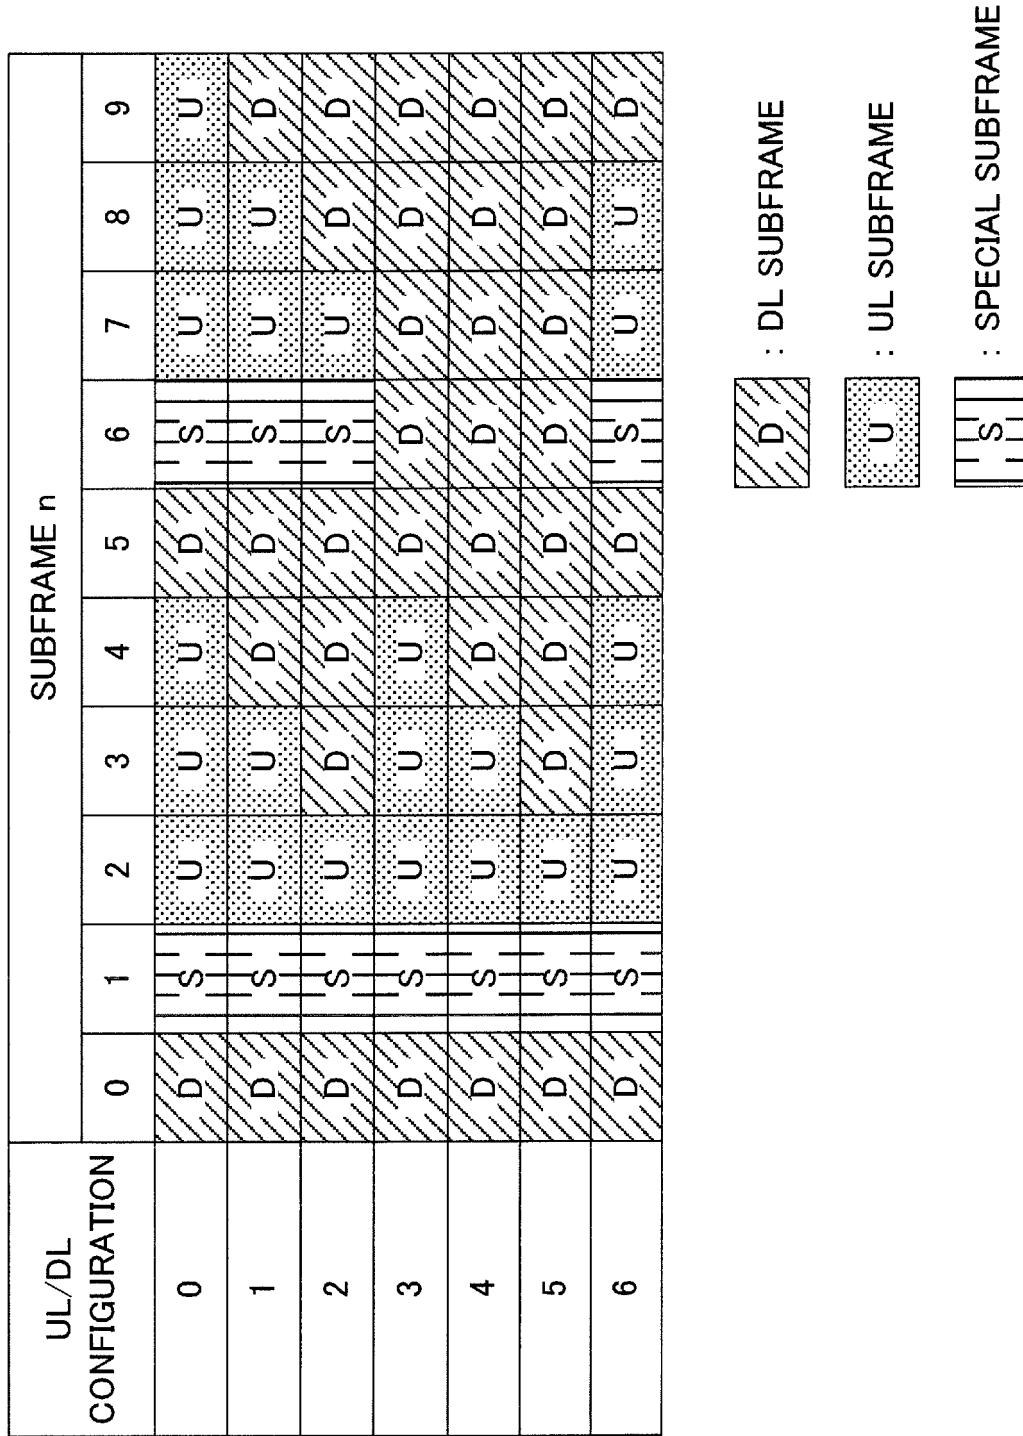 UL/DL CONFIGURATION SUBFRAME n
0 1 2 3 4 5 6 7 8 9
0 D S U U U D S U U U
1 D S U U D D S U U D
2 D S U D D D S U D D
3 D S U U U D D D D D
4 D S U U D D D D D D
5 D S U D D D D D D D
6 D S U U U D S U U D
D : DL SUBFRAME
U : UL SUBFRAME
S : SPECIAL SUBFRAME